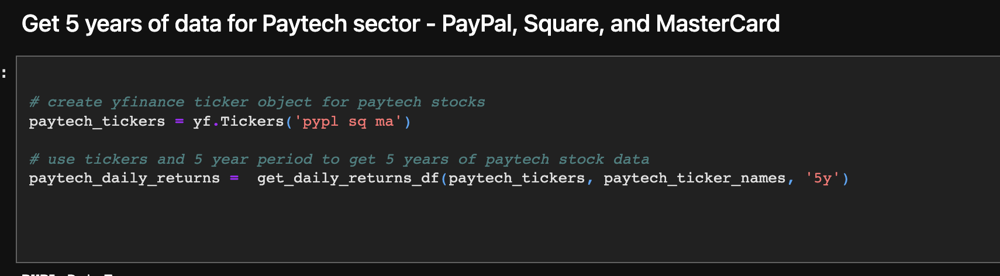 Get 5 years of data for Paytech sector - PayPal, Square, and MasterCard
:
# create yfinance ticker object for paytech stocks
paytech_tickers = yf.Tickers('pypl sq ma')
# use tickers and 5 year period to get 5 years of paytech stock data
paytech_daily_returns =  get_daily_returns_df(paytech_tickers, paytech_ticker_names, '5y')